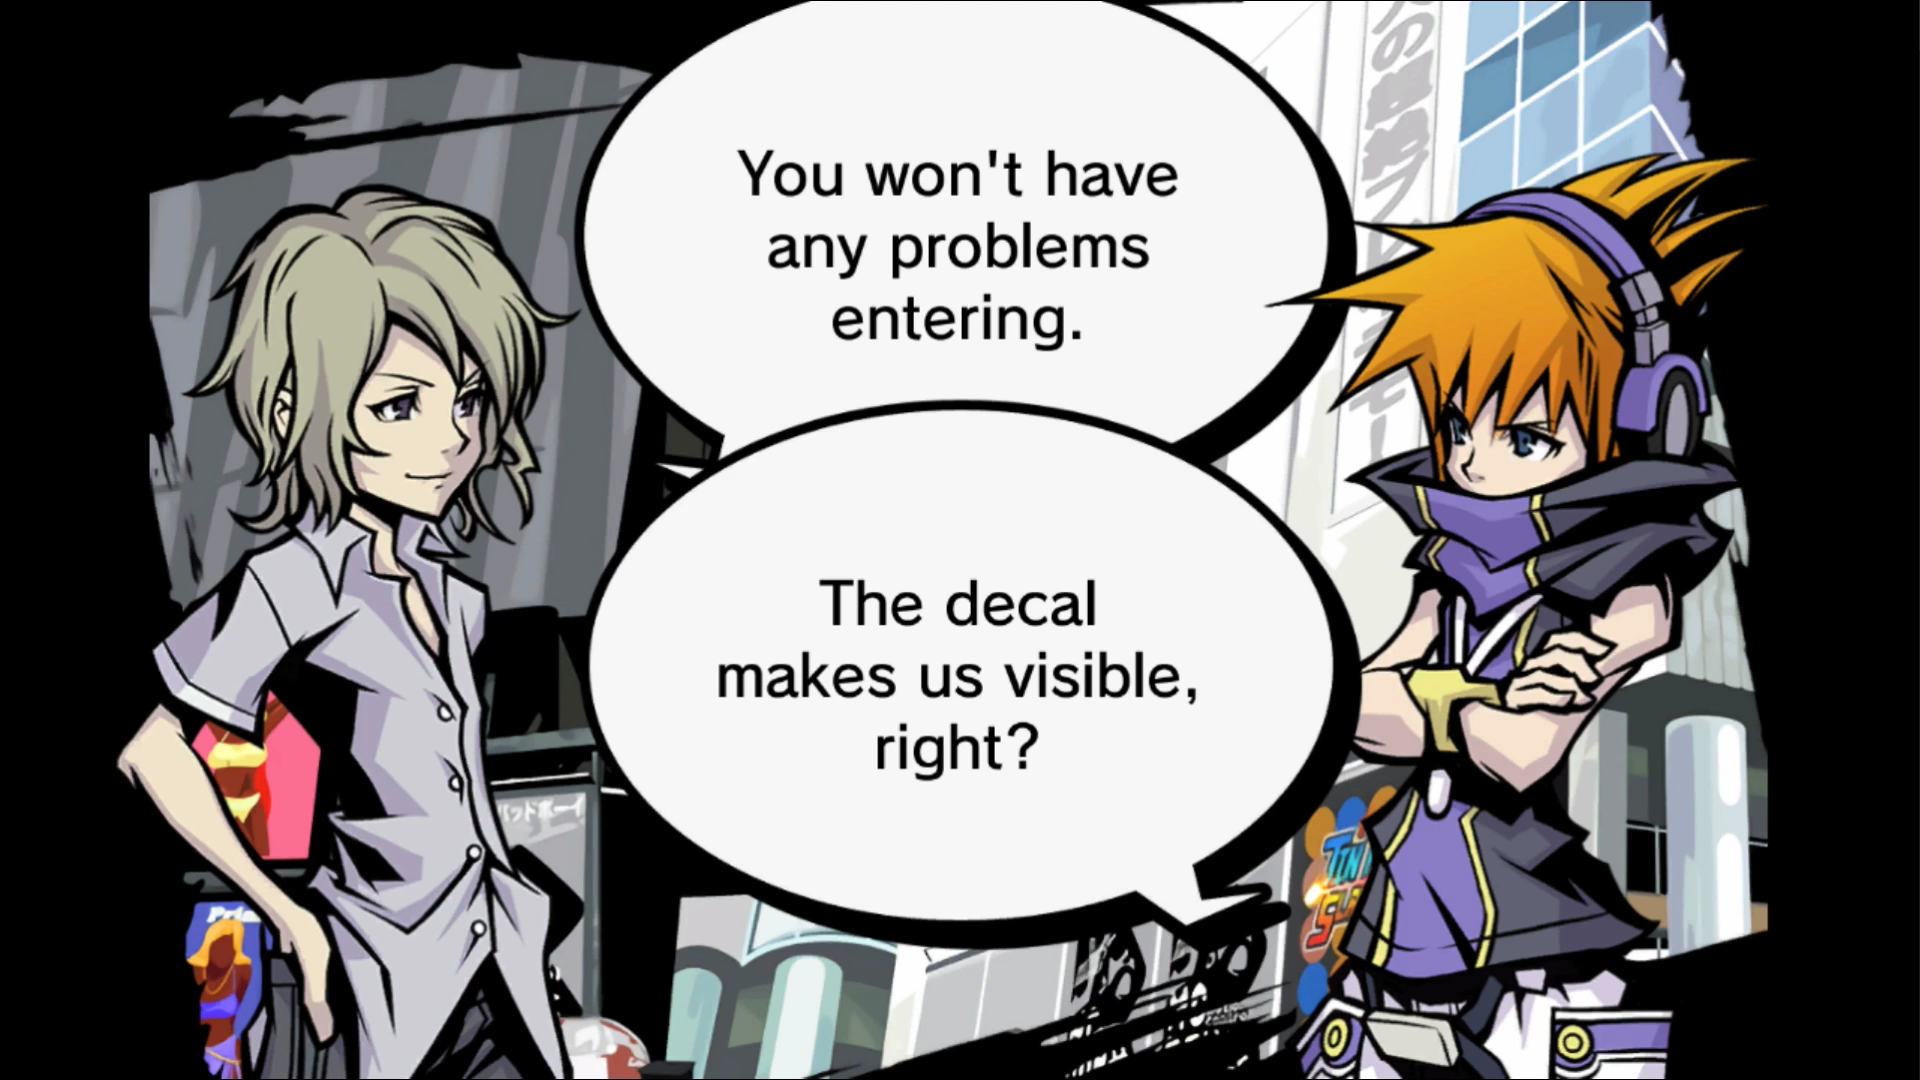 You won't have
any problems
entering.
The decal
makes us visible,
right?